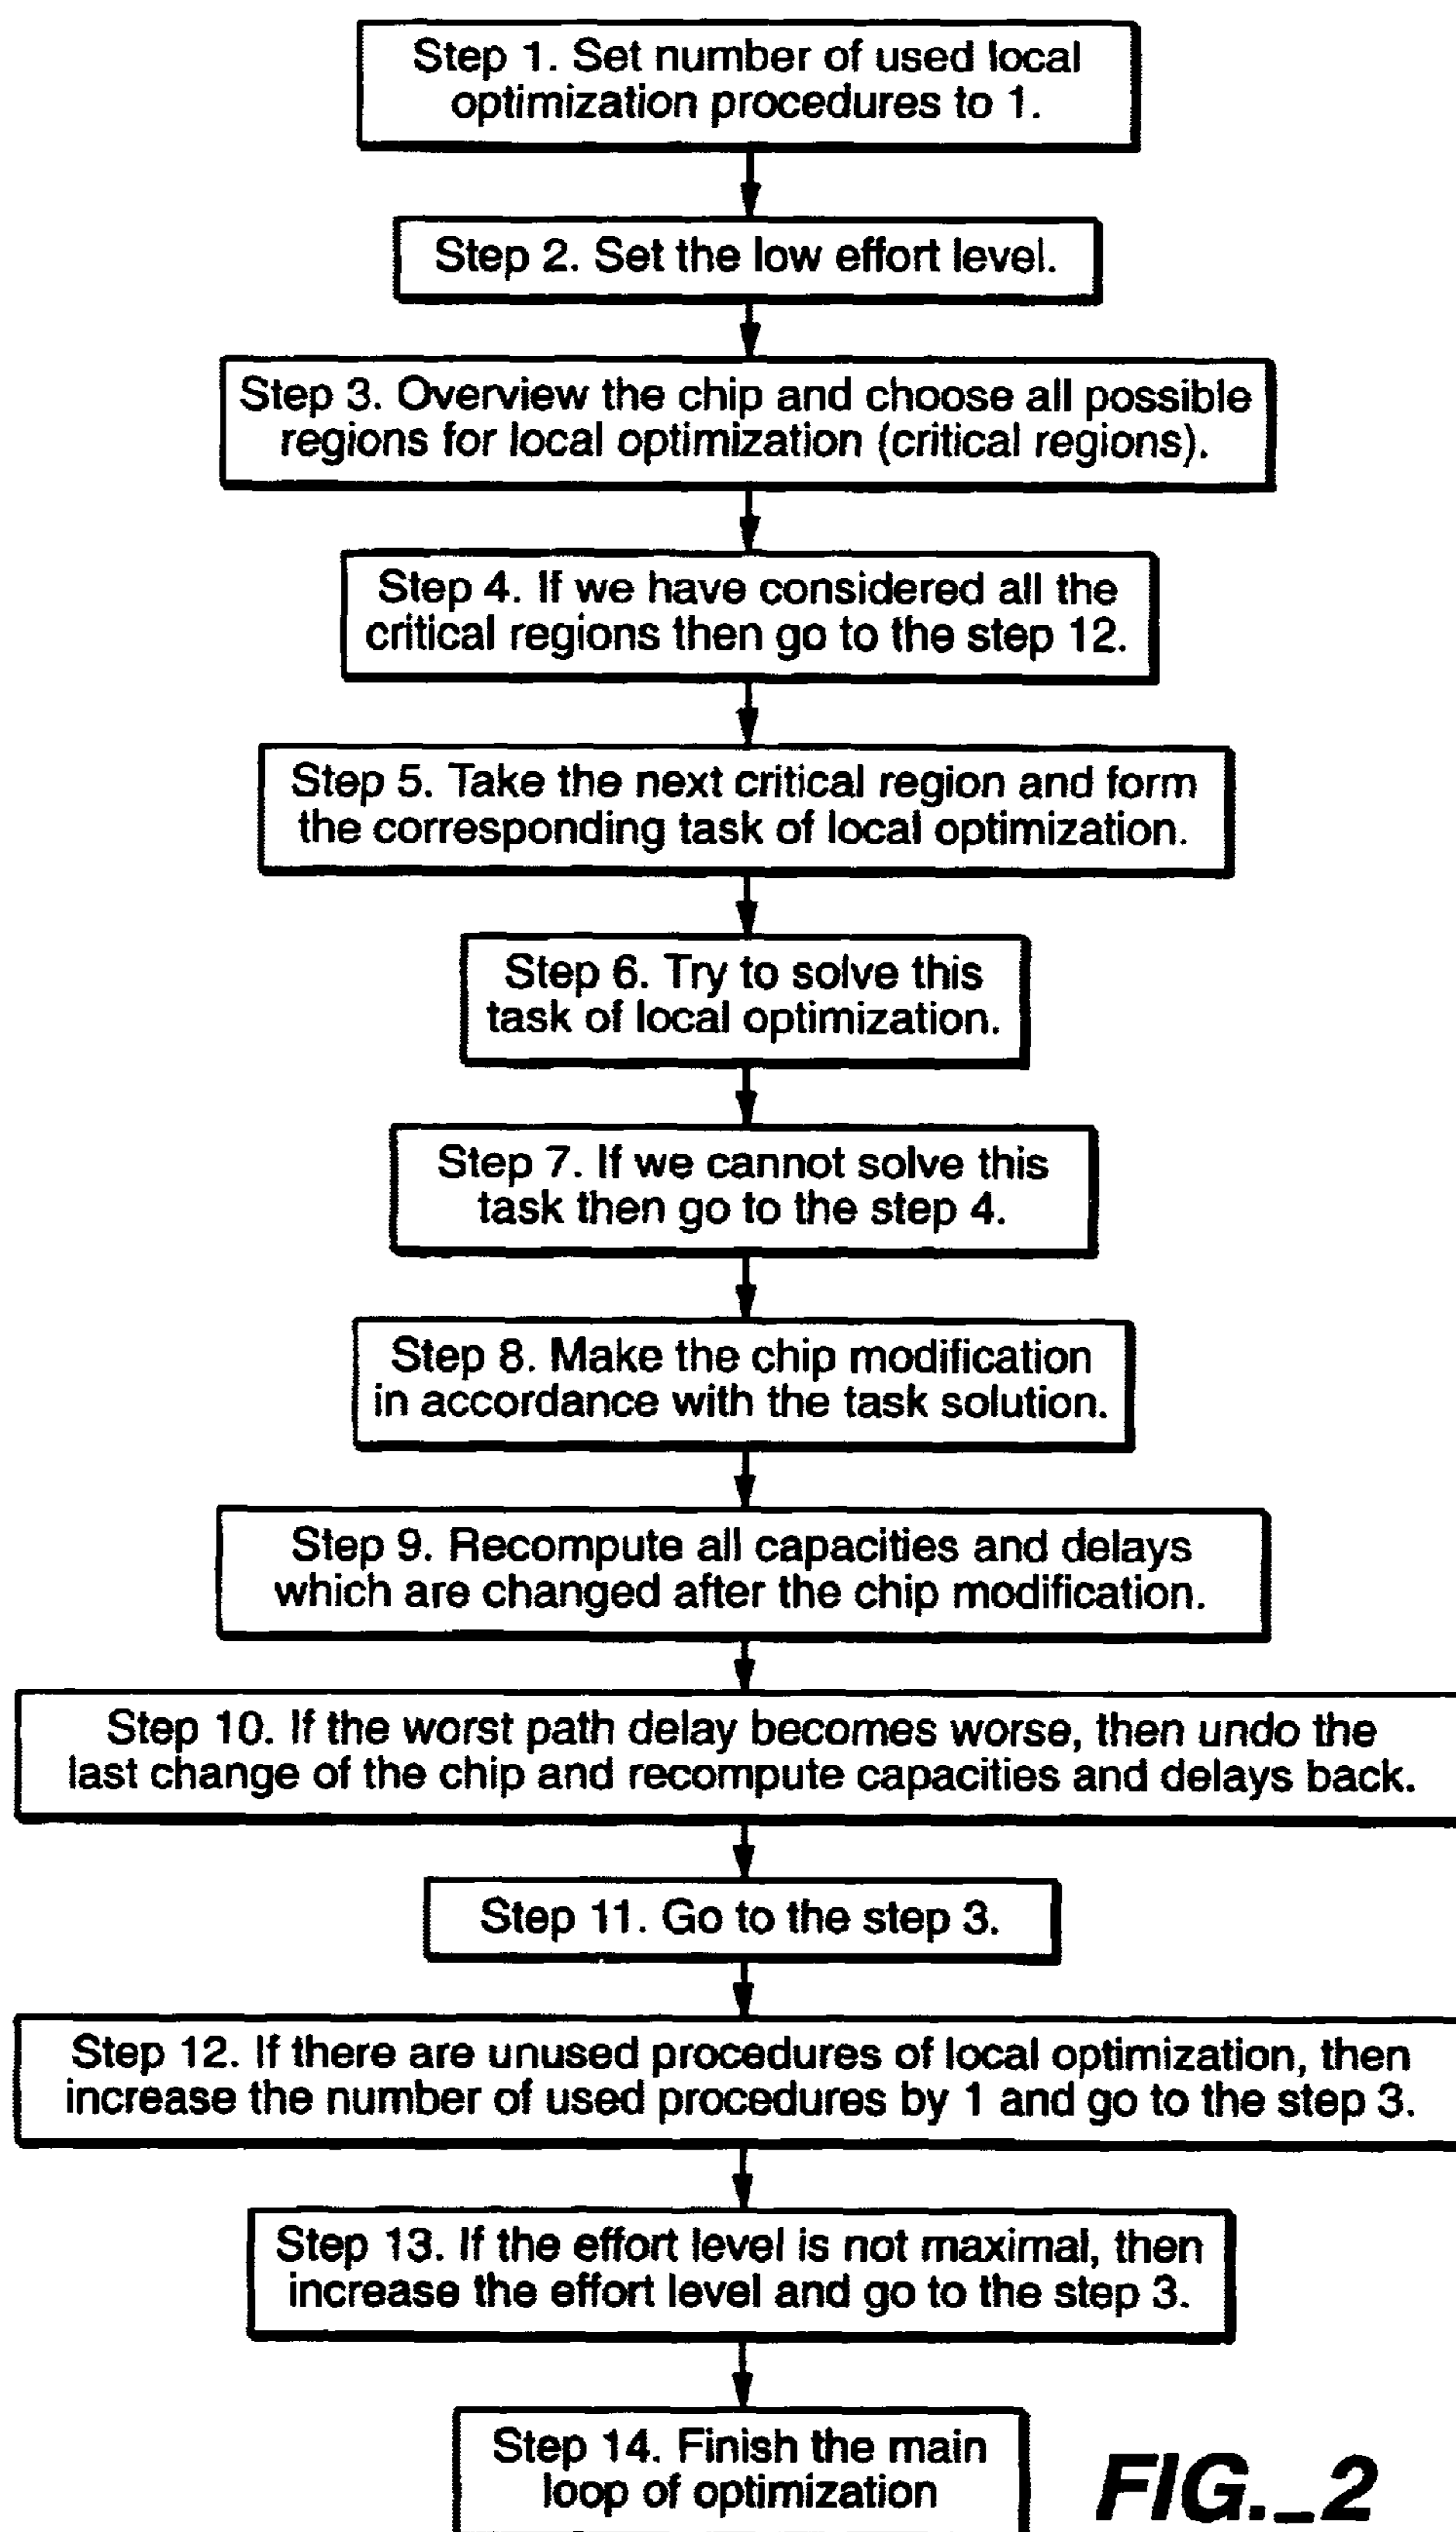 Step 1. Set number of used local
optimization procedures to 1.
Step 2. Set the low effort level.
Step 3. Overview the chip and choose all possible
regions for local optimization (critical regions).
Step 4. If we have considered all the
critical regions then go to the step 12.
Step 5. Take the next critical region and form
the corresponding task of local optimization.
Step 6. Try to solve this
task of local optimization.
Step 7. If we cannot solve this
task then go to the step 4.
Step 8. Make the chip modification
in accordance with the task solution.
Step 9. Recompute all capacities and delays
which are changed after the chip modification.
Step 10. If the worst path delay becomes worse, then undo the
last change of the chip and recompute capacities and delays back.
Step 11. Go to the step 3.
Step 12. If there are unused procedures of local optimization, then
increase the number of used procedures by 1 and go to the step 3.
Step 13. If the effort level is not maximal, then
increase the effort level and go to the step 3.
Step 14. Finish the main
loop of optimization
FIG._2